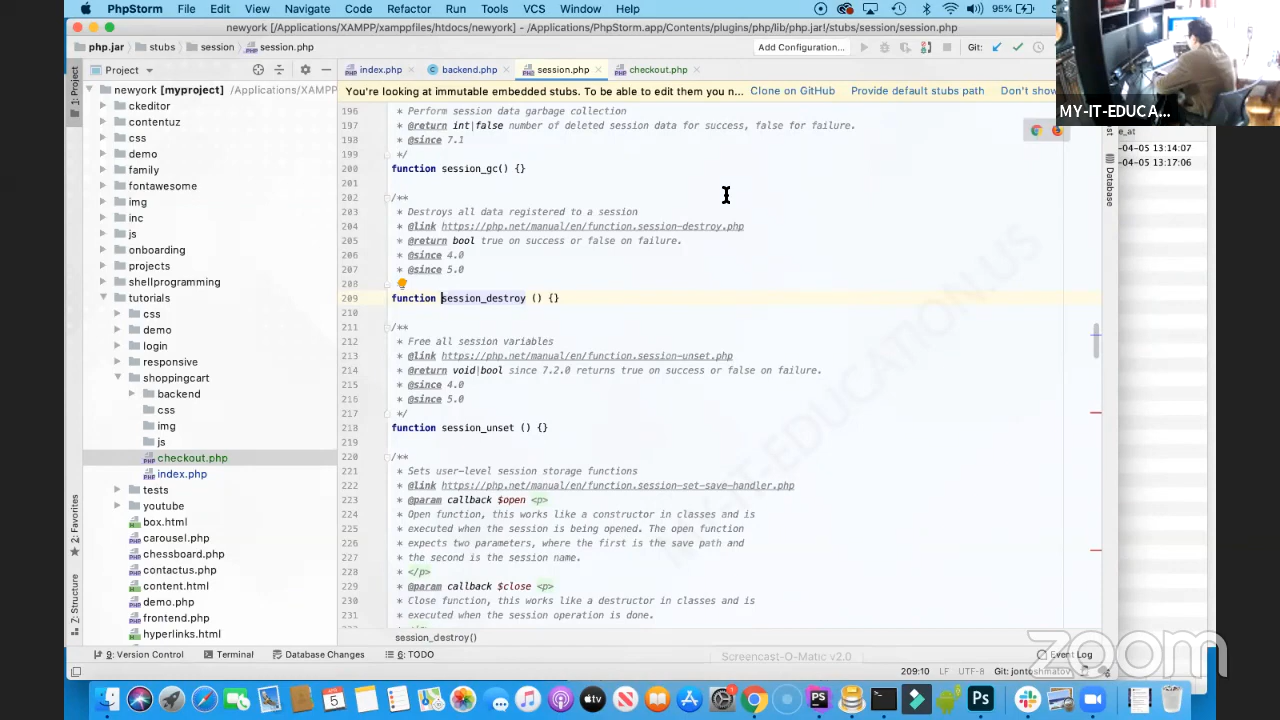 PhpStorm File Edit View Navigate Code Refactor Run Tools VCS Window Help 95%
newyork [/Applications/XAMPP/xamppfiles/htdocs/newyork] - /Applications/PhpStorm.app/Contents/plugins/php/lib/php.jar!/stubs/session/session.php
php.jar stubs session session.php Add Configuration... Git:
1: Project
Project
index.php backend.php session.php checkout.php
You're looking at immutable embedded stubs. To be able to edit them you n... Clone on GitHub Provide default stubs path Don't show
MY-IT-EDUCA...
newyork [myproject] /Applications/XAMPP
ckeditor
contentuz
css
demo
family
fontawesome
img
inc
js
onboarding
projects
shellprogramming
tutorials
css
demo
login
responsive
shoppingcart
backend
css
img
js
checkout.php
index.php
tests
youtube
box.html
carousel.php
chessboard.php
contactus.php
content.html
demo.php
frontend.php
hyperlinks.html
196 * Perform session data garbage collection
197 * @return int|false number of deleted session data for success, false for failure.
198 * @since 7.1
199 */
200 function session_gc() {}
201
202 /**
203 * Destroys all data registered to a session
204 * @link https://php.net/manual/en/function.session-destroy.php
205 * @return bool true on success or false on failure.
206 * @since 4.0
207 * @since 5.0
208
209 function session_destroy () {}
210
211 /**
212 * Free all session variables
213 * @link https://php.net/manual/en/function.session-unset.php
214 * @return void|bool since 7.2.0 returns true on success or false on failure.
215 * @since 4.0
216 * @since 5.0
217 */
218 function session_unset () {}
219
220 /**
221 * Sets user-level session storage functions
222 * @link https://php.net/manual/en/function.session-set-save-handler.php
223 * @param callback $open <p>
224 * Open function, this works like a constructor in classes and is
225 * executed when the session is being opened. The open function
226 * expects two parameters, where the first is the save path and
227 * the second is the session name.
228 * </p>
229 * @param callback $close <p>
230 * Close function, this works like a destructor in classes and is
231 * executed when the session operation is done.
session_destroy()
Database
e_at
-04-05 13:14:07
-04-05 13:17:06
2: Favorites
Z: Structure
9: Version Control Terminal Database Changes 6: TODO Screencast-O-Matic v2.0 Event Log
209:10 LF UTF-8 Git: jontoshmatov
zoom